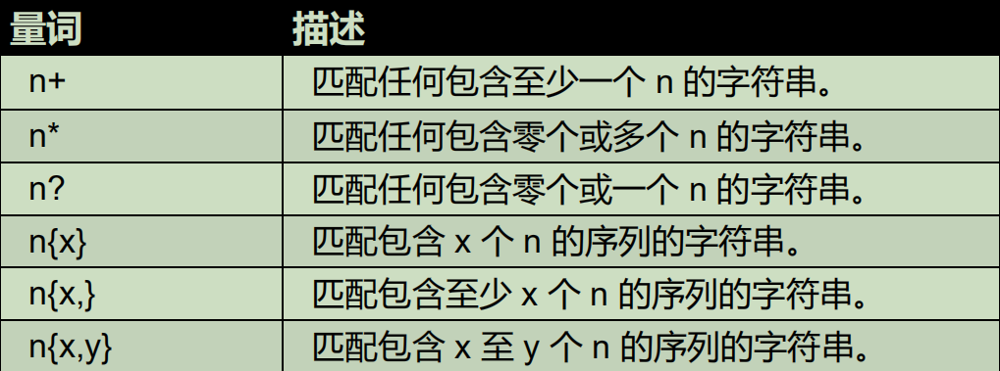 量词 描述
n+ 匹配任何包含至少一个 n 的字符串。
n* 匹配任何包含零个或多个 n 的字符串。
n? 匹配任何包含零个或一个 n 的字符串。
n{x} 匹配包含 x 个 n 的序列的字符串。
n{x,} 匹配包含至少 x 个 n 的序列的字符串。
n{x,y} 匹配包含 x 至 y 个 n 的序列的字符串。